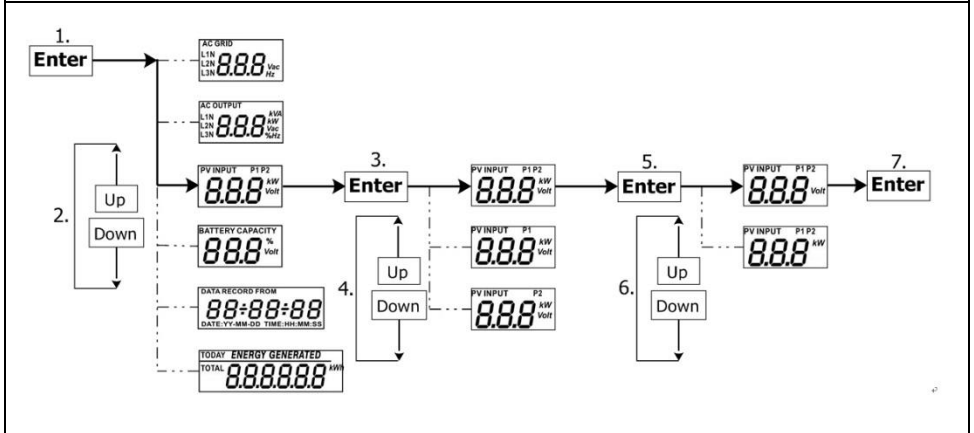 1.
Enter
AC GRID
L1N
L2N
L3N
8.8.8
Vac
Hz
AC OUTPUT
L1N
L2N
L3N
8.8.8
kVA
kW
Vac
%Hz
2.
Up
Down
PV INPUT P1 P2
8.8.8
kW
Volt
BATTERY CAPACITY
88.8
%
Volt
DATA RECORD FROM
88:88:88
DATE:YY-MM-DD TIME:HH:MM:SS
TODAY ENERGY GENERATED
TOTAL 8.8.8.8.8.8 kWh
3.
Enter
4.
Up
Down
PV INPUT P1 P2
8.8.8
kW
Volt
PV INPUT P1
8.8.8
kW
Volt
PV INPUT P2
8.8.8
kW
Volt
5.
Enter
6.
Up
Down
PV INPUT P1 P2
8.8.8
Volt
PV INPUT P1 P2
8.8.8
kW
7.
Enter